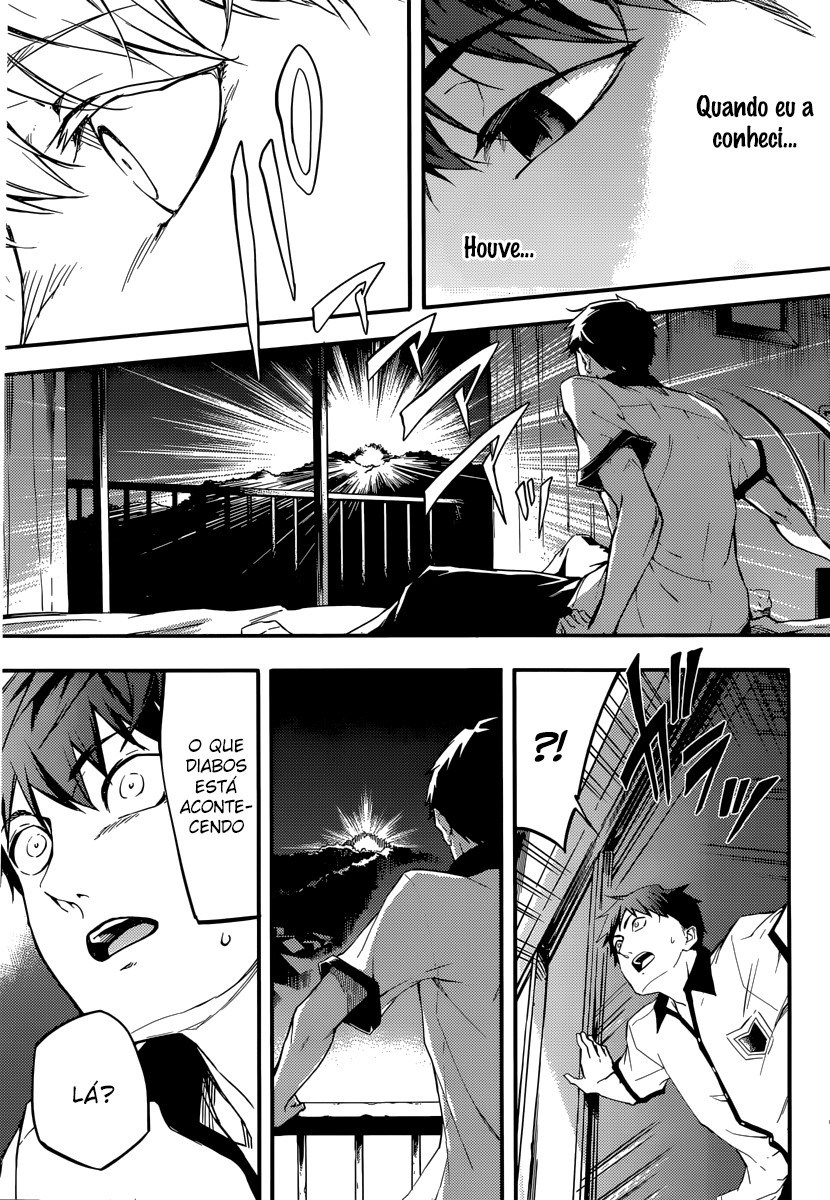 Quando eu a
conheci...
Houve...
?!
O QUE
DIABOS
ESTÁ
ACONTE-
CENDO
LÁ?